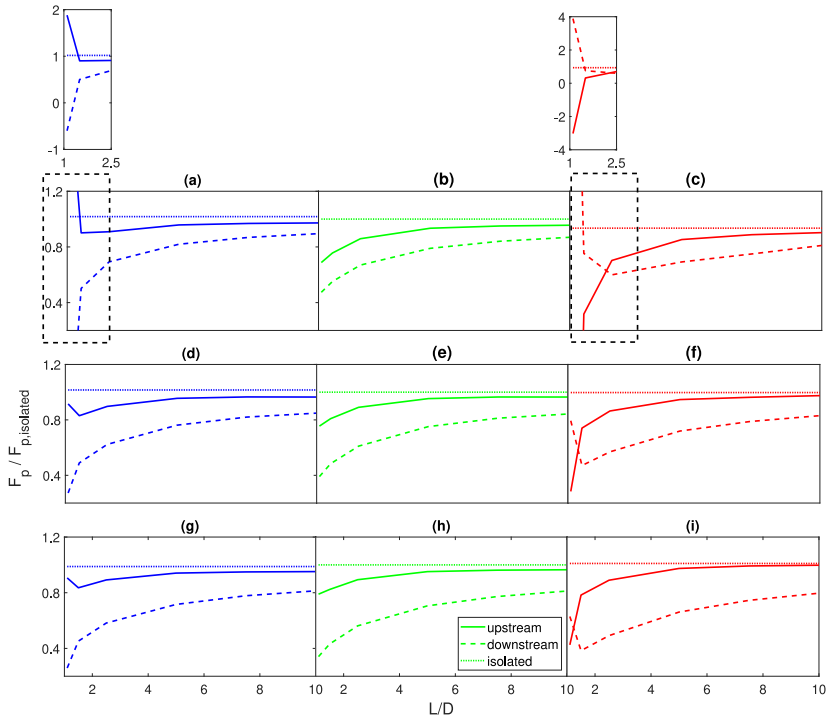 2
1
0
-1
1
2.5
4
2
0
-2
-4
1
2.5
(a)
(b)
(c)
1.2
0.8
0.4
(d)
(e)
(f)
1.2
0.8
0.4
F_p / F_p,isolated
(g)
(h)
(i)
1.2
0.8
0.4
upstream
downstream
isolated
2 4 6 8 10 2 4 6 8 10 2 4 6 8 10
L/D